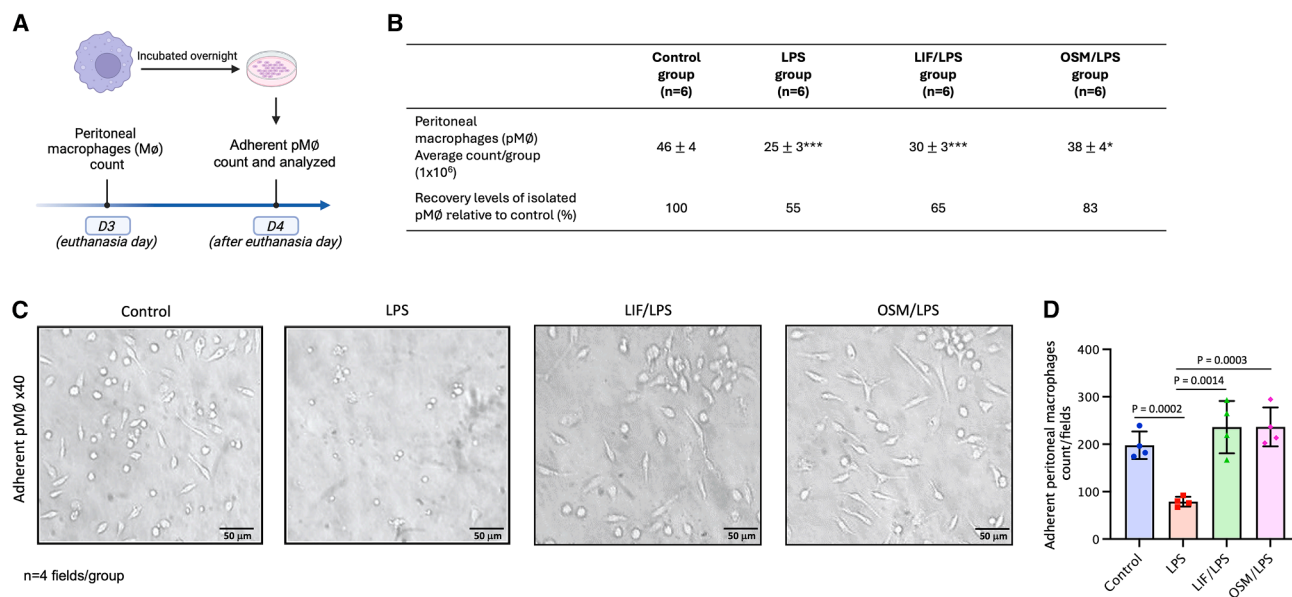 A
Incubated overnight
Peritoneal
macrophages (Mø)
count
Adherent pMø
count and analyzed
D3
(euthanasia day)
D4
(after euthanasia day)
B
Control
group
(n=6)
LPS
group
(n=6)
LIF/LPS
group
(n=6)
OSM/LPS
group
(n=6)
Peritoneal
macrophages (pMØ)
Average count/group
(1x10⁶)
46 ± 4
25 ± 3***
30 ± 3***
38 ± 4*
Recovery levels of isolated
pMØ relative to control (%)
100
55
65
83
C
Control
LPS
LIF/LPS
OSM/LPS
Adherent pMØ x40
50 µm
50 µm
50 µm
50 µm
n=4 fields/group
D
Adherent peritoneal macrophages
count/fields
400
300
200
100
0
P = 0.0003
P = 0.0014
P = 0.0002
Control
LPS
LIF/LPS
OSM/LPS